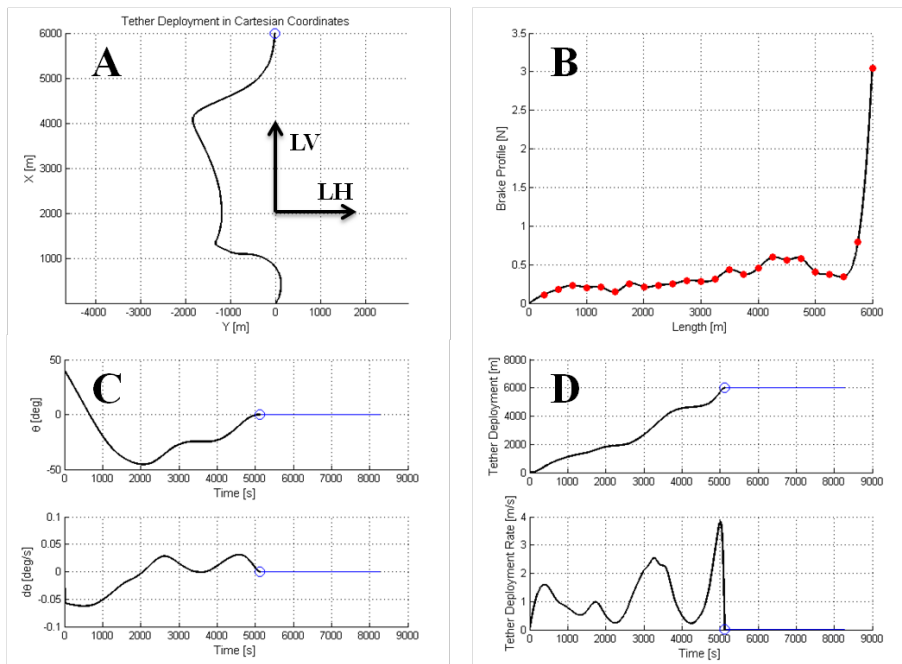 Tether Deployment in Cartesian Coordinates
A
6000
5000
4000
3000
2000
1000
X [m]
LV
LH
-4000 -3000 -2000 -1000 0 1000 2000
Y [m]
B
3.5
3
2.5
2
1.5
1
0.5
0
Brake Profile [N]
0 1000 2000 3000 4000 5000 6000
Length [m]
C
50
0
-50
θ [deg]
0 1000 2000 3000 4000 5000 6000 7000 8000 9000
Time [s]
0.1
0.05
0
-0.05
-0.1
dθ [deg/s]
0 1000 2000 3000 4000 5000 6000 7000 8000 9000
Time [s]
D
8000
6000
4000
2000
0
Tether Deployment [m]
0 1000 2000 3000 4000 5000 6000 7000 8000 9000
Time [s]
4
3
2
1
0
Tether Deployment Rate [m/s]
0 1000 2000 3000 4000 5000 6000 7000 8000 9000
Time [s]